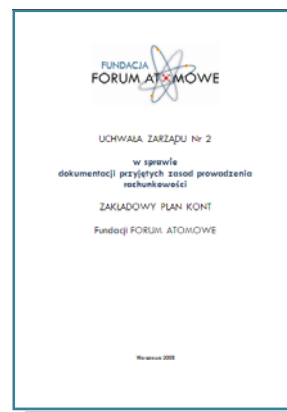 FUNDACJA
FORUM ATOMOWE
UCHWAŁA ZARZĄDU Nr 2
w sprawie
dokumentacji przyjętych zasad prowadzenia
rachunkowości
ZAKŁADOWY PLAN KONT
Fundacji FORUM ATOMOWE
Warszawa 2008